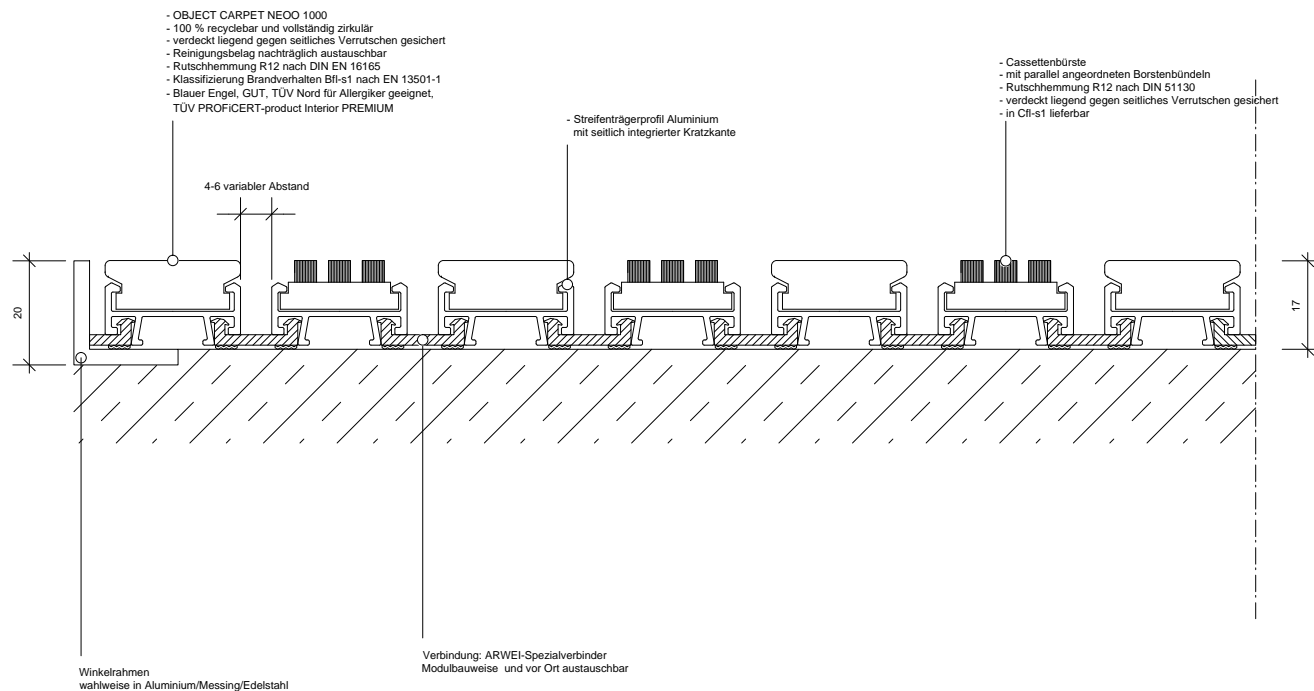 - OBJECT CARPET NEOO 1000
- 100 % recyclebar und vollständig zirkulär
- verdeckt liegend gegen seitliches Verrutschen gesichert
- Reinigungsbelag nachträglich austauschbar
- Rutschhemmung R12 nach DIN EN 16165
- Klassifizierung Brandverhalten Bfl-s1 nach EN 13501-1
- Blauer Engel, GUT, TÜV Nord für Allergiker geeignet,
TÜV PROFiCERT-product Interior PREMIUM
- Cassettenbürste
- mit parallel angeordneten Borstenbündeln
- Rutschhemmung R12 nach DIN 51130
- verdeckt liegend gegen seitliches Verrutschen gesichert
- in Cfl-s1 lieferbar
- Streifenträgerprofil Aluminium
mit seitlich integrierter Kratzkante
4-6 variabler Abstand
20
17
Verbindung: ARWEI-Spezialverbinder
Modulbauweise und vor Ort austauschbar
Winkelrahmen
wahlweise in Aluminium/Messing/Edelstahl